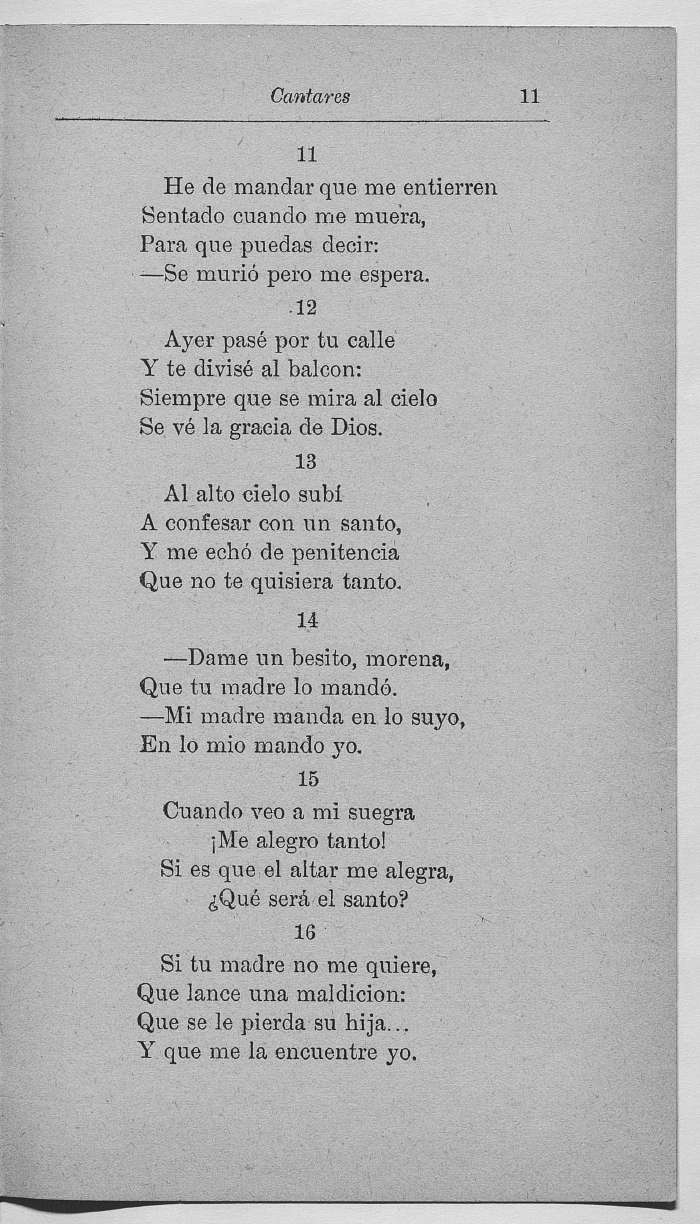 Cantares 11
11
He de mandar que me entierren
Sentado cuando me muera,
Para que puedas decir:
—Se murió pero me espera.
12
Ayer pasé por tu calle
Y te divisé al balcon:
Siempre que se mira al cielo
Se vé la gracia de Dios.
13
Al alto cielo subí
A confesar con un santo,
Y me echó de penitencia
Que no te quisiera tanto.
14
—Dame un besito, morena,
Que tu madre lo mandó.
—Mi madre manda en lo suyo,
En lo mio mando yo.
15
Cuando veo a mi suegra
¡Me alegro tanto!
Si es que el altar me alegra,
¿Qué será el santo?
16
Si tu madre no me quiere,
Que lance una maldicion:
Que se le pierda su hija...
Y que me la encuentre yo.